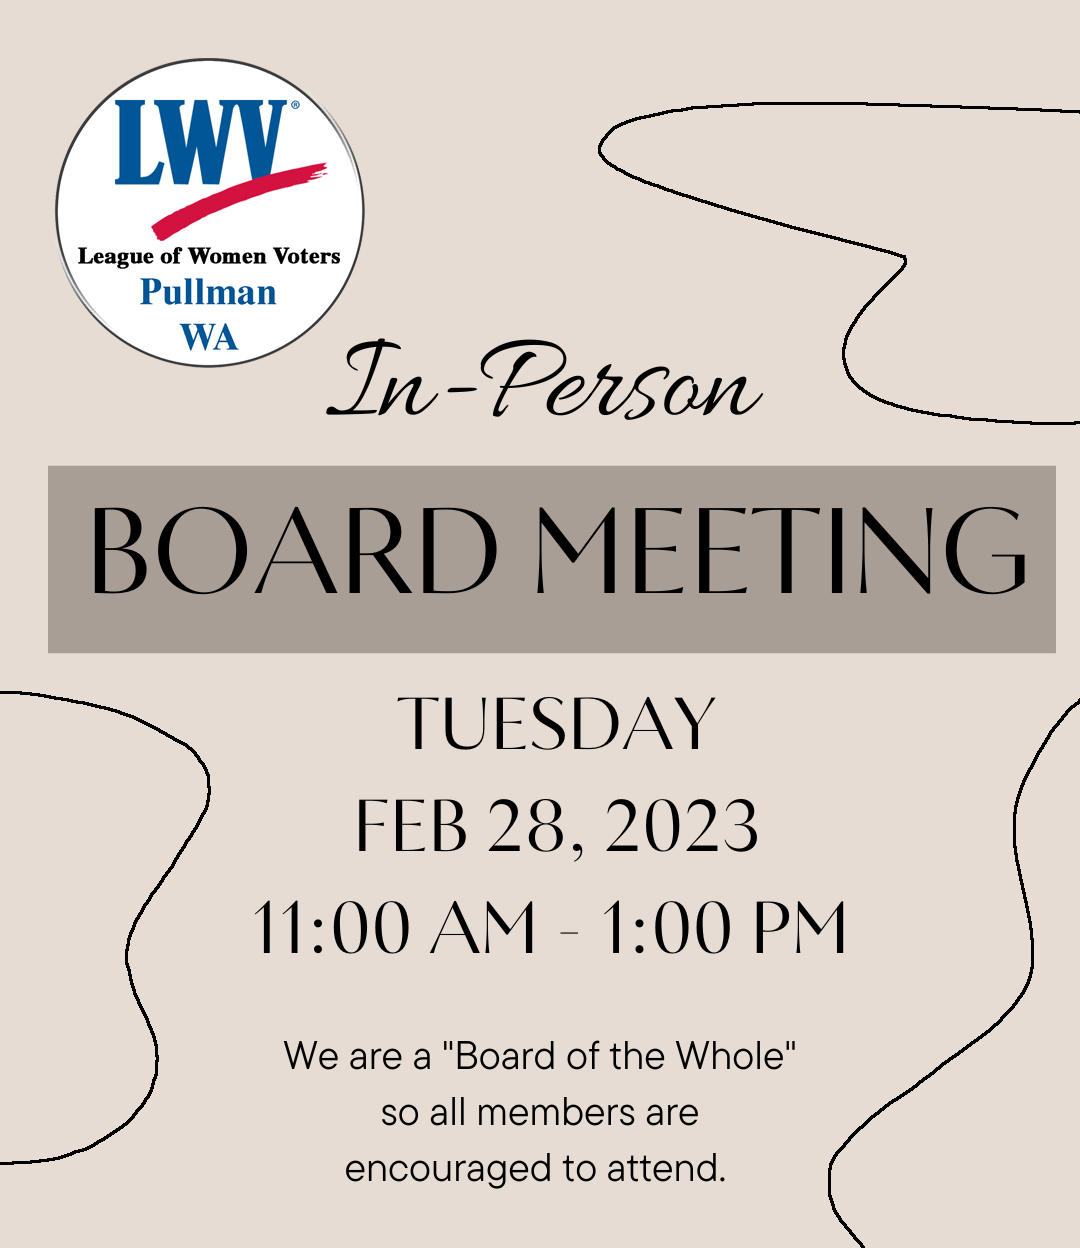 LWV®
League of Women Voters
Pullman
WA
In-Person
BOARD MEETING
TUESDAY
FEB 28, 2023
11:00 AM - 1:00 PM
We are a "Board of the Whole"
so all members are
encouraged to attend.